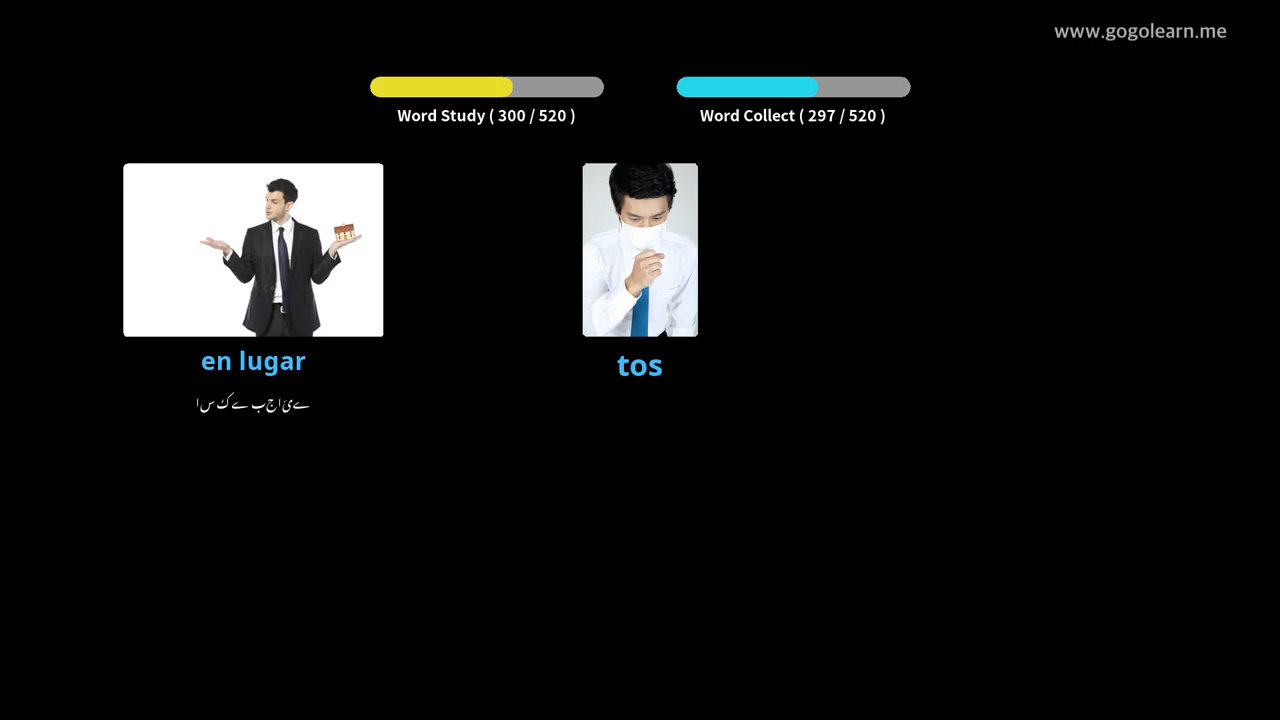 www.gogolearn.me
Word Study ( 300 / 520 )
Word Collect ( 297 / 520 )
en lugar
اس کے بجائے
tos